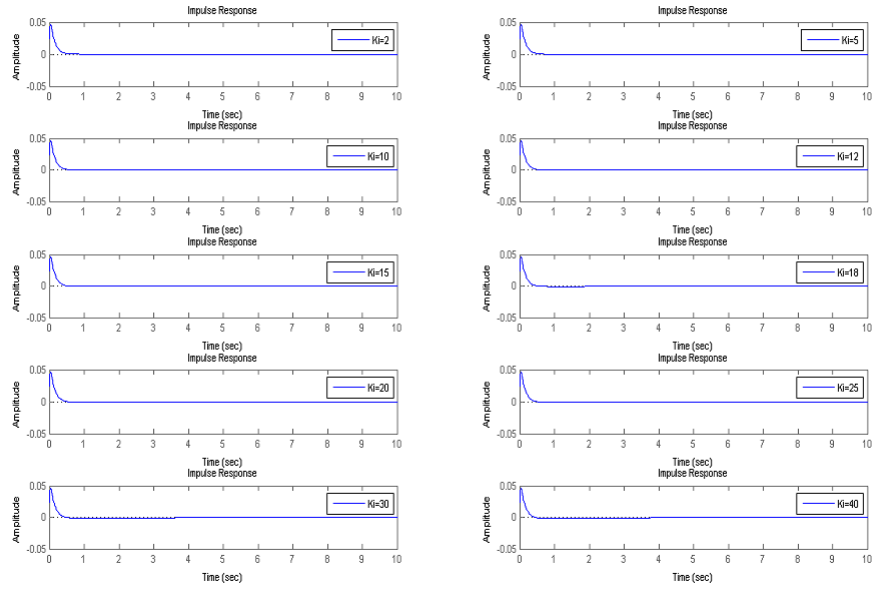 Impulse Response
Impulse Response
0.05
0
-0.05
Amplitude
Ki=2
0 1 2 3 4 5 6 7 8 9 10
Time (sec)
0.05
0
-0.05
Amplitude
Ki=5
0 1 2 3 4 5 6 7 8 9 10
Time (sec)
Impulse Response
Impulse Response
0.05
0
-0.05
Amplitude
Ki=10
0 1 2 3 4 5 6 7 8 9 10
Time (sec)
0.05
0
-0.05
Amplitude
Ki=12
0 1 2 3 4 5 6 7 8 9 10
Time (sec)
Impulse Response
Impulse Response
0.05
0
-0.05
Amplitude
Ki=15
0 1 2 3 4 5 6 7 8 9 10
Time (sec)
0.05
0
-0.05
Amplitude
Ki=18
0 1 2 3 4 5 6 7 8 9 10
Time (sec)
Impulse Response
Impulse Response
0.05
0
-0.05
Amplitude
Ki=20
0 1 2 3 4 5 6 7 8 9 10
Time (sec)
0.05
0
-0.05
Amplitude
Ki=25
0 1 2 3 4 5 6 7 8 9 10
Time (sec)
Impulse Response
Impulse Response
0.05
0
-0.05
Amplitude
Ki=30
0 1 2 3 4 5 6 7 8 9 10
Time (sec)
0.05
0
-0.05
Amplitude
Ki=40
0 1 2 3 4 5 6 7 8 9 10
Time (sec)